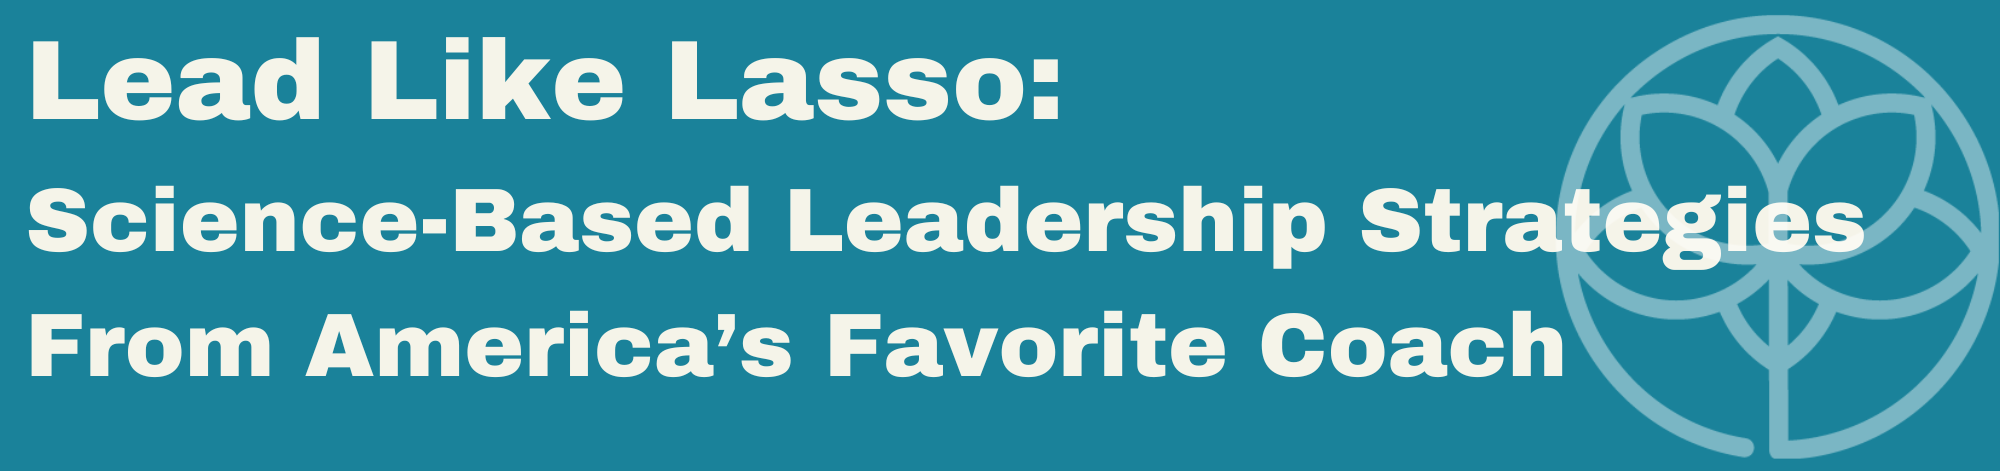 Lead Like Lasso:
Science-Based Leadership Strategies
From America’s Favorite Coach